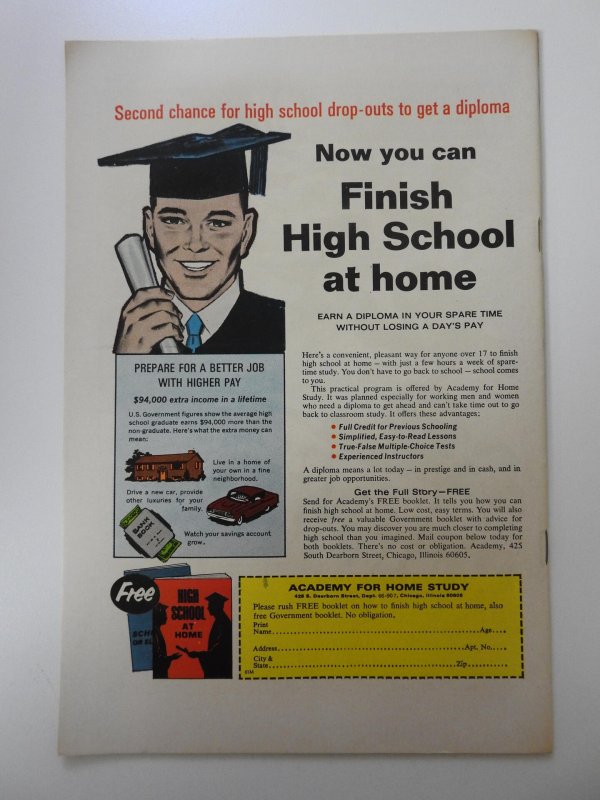 Second chance for high school drop-outs to get a diploma
Now you can
Finish
High School
at home
EARN A DIPLOMA IN YOUR SPARE TIME
WITHOUT LOSING A DAY'S PAY
PREPARE FOR A BETTER JOB
WITH HIGHER PAY
$94,000 extra income in a lifetime
U.S. Government figures show the average high
school graduate earns $94,000 more than the
non-graduate. Here's what the extra money can
mean:
Live in a home of
your own in a fine
neighborhood.
Drive a new car, provide
other luxuries for your
family.
BANK
BOOK
Watch your savings account
grow.
Here's a convenient, pleasant way for anyone over 17 to finish
high school at home — with just a few hours a week of spare-
time study. You don't have to go back to school — school comes
to you.
This practical program is offered by Academy for Home
Study. It was planned especially for working men and women
who need a diploma to get ahead and can't take time out to go
back to classroom study. It offers these advantages:
• Full Credit for Previous Schooling
• Simplified, Easy-to-Read Lessons
• True-False Multiple-Choice Tests
• Experienced Instructors
A diploma means a lot today — in prestige and in cash, and in
greater job opportunities.
Get the Full Story—FREE
Send for Academy's FREE booklet. It tells you how you can
finish high school at home. Low cost, easy terms. You will also
receive free a valuable Government booklet with advice for
drop-outs. You may discover you are much closer to completing
high school than you imagined. Mail coupon below today for
both booklets. There's no cost or obligation. Academy, 425
South Dearborn Street, Chicago, Illinois 60605.
Free
HIGH
SCHOOL
AT
HOME
ACADEMY FOR HOME STUDY
425 S. Dearborn Street, Dept. Chicago, Illinois 60605
Please rush FREE booklet on how to finish high school at home, also
free Government booklet. No obligation.
Print
Name Age
Address Apt. No.
City &
State Zip